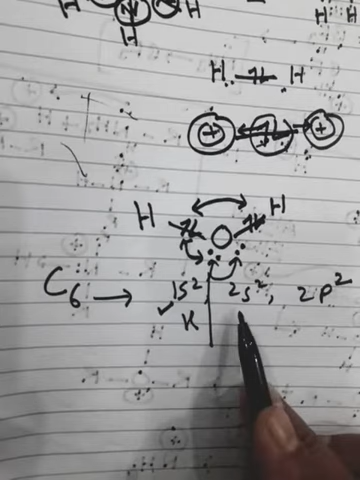 H H H H
H
H H
+ +
H H
O
C₆ → 1S², 2s², 2p²
K